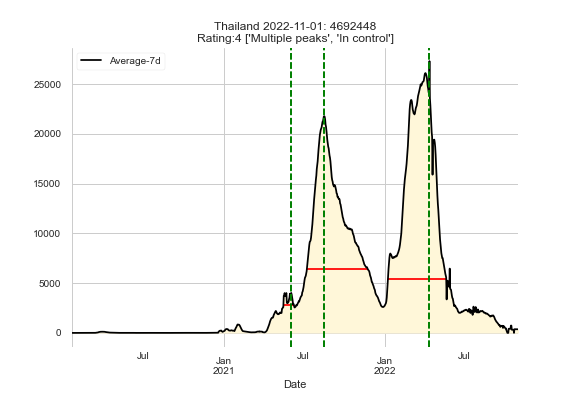 Thailand 2022-11-01: 4692448
Rating:4 ['Multiple peaks', 'In control']
Average-7d
25000
20000
15000
10000
5000
0
Jul
Jan
2021
Jul
Jan
2022
Jul
Date